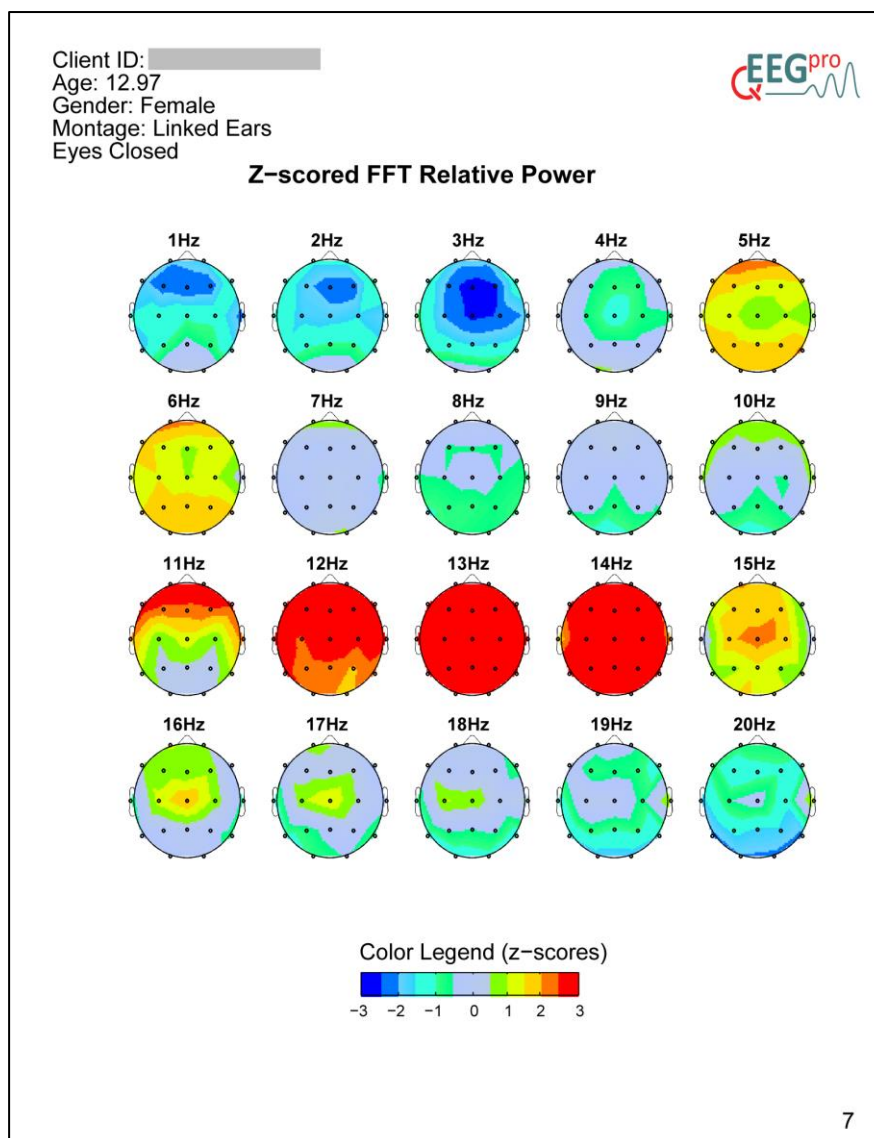 Client ID:
Age: 12.97
Gender: Female
Montage: Linked Ears
Eyes Closed
QEEGpro
Z−scored FFT Relative Power
1Hz 2Hz 3Hz 4Hz 5Hz
6Hz 7Hz 8Hz 9Hz 10Hz
11Hz 12Hz 13Hz 14Hz 15Hz
16Hz 17Hz 18Hz 19Hz 20Hz
Color Legend (z−scores)
−3 −2 −1 0 1 2 3
7